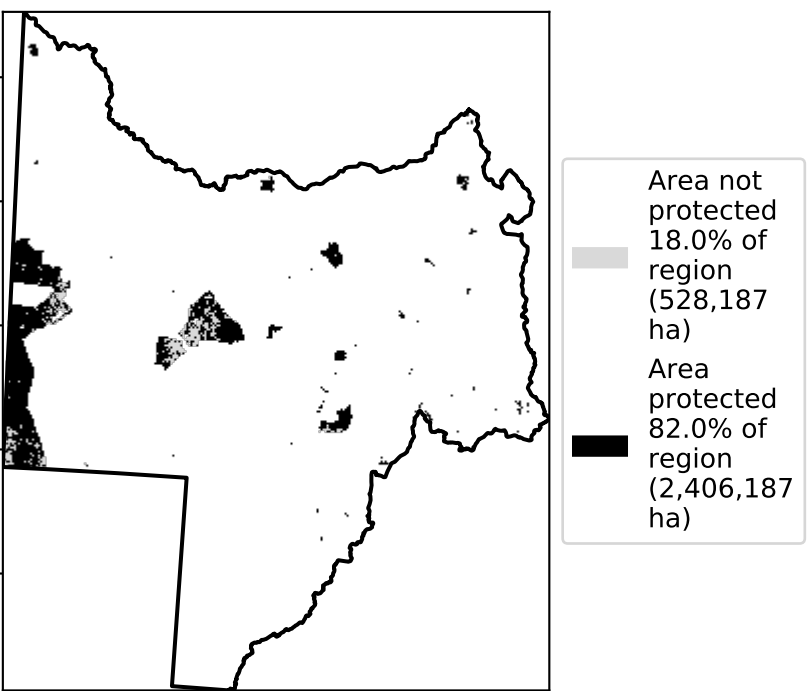 Area not
protected
18.0% of
region
(528,187
ha)
Area
protected
82.0% of
region
(2,406,187
ha)